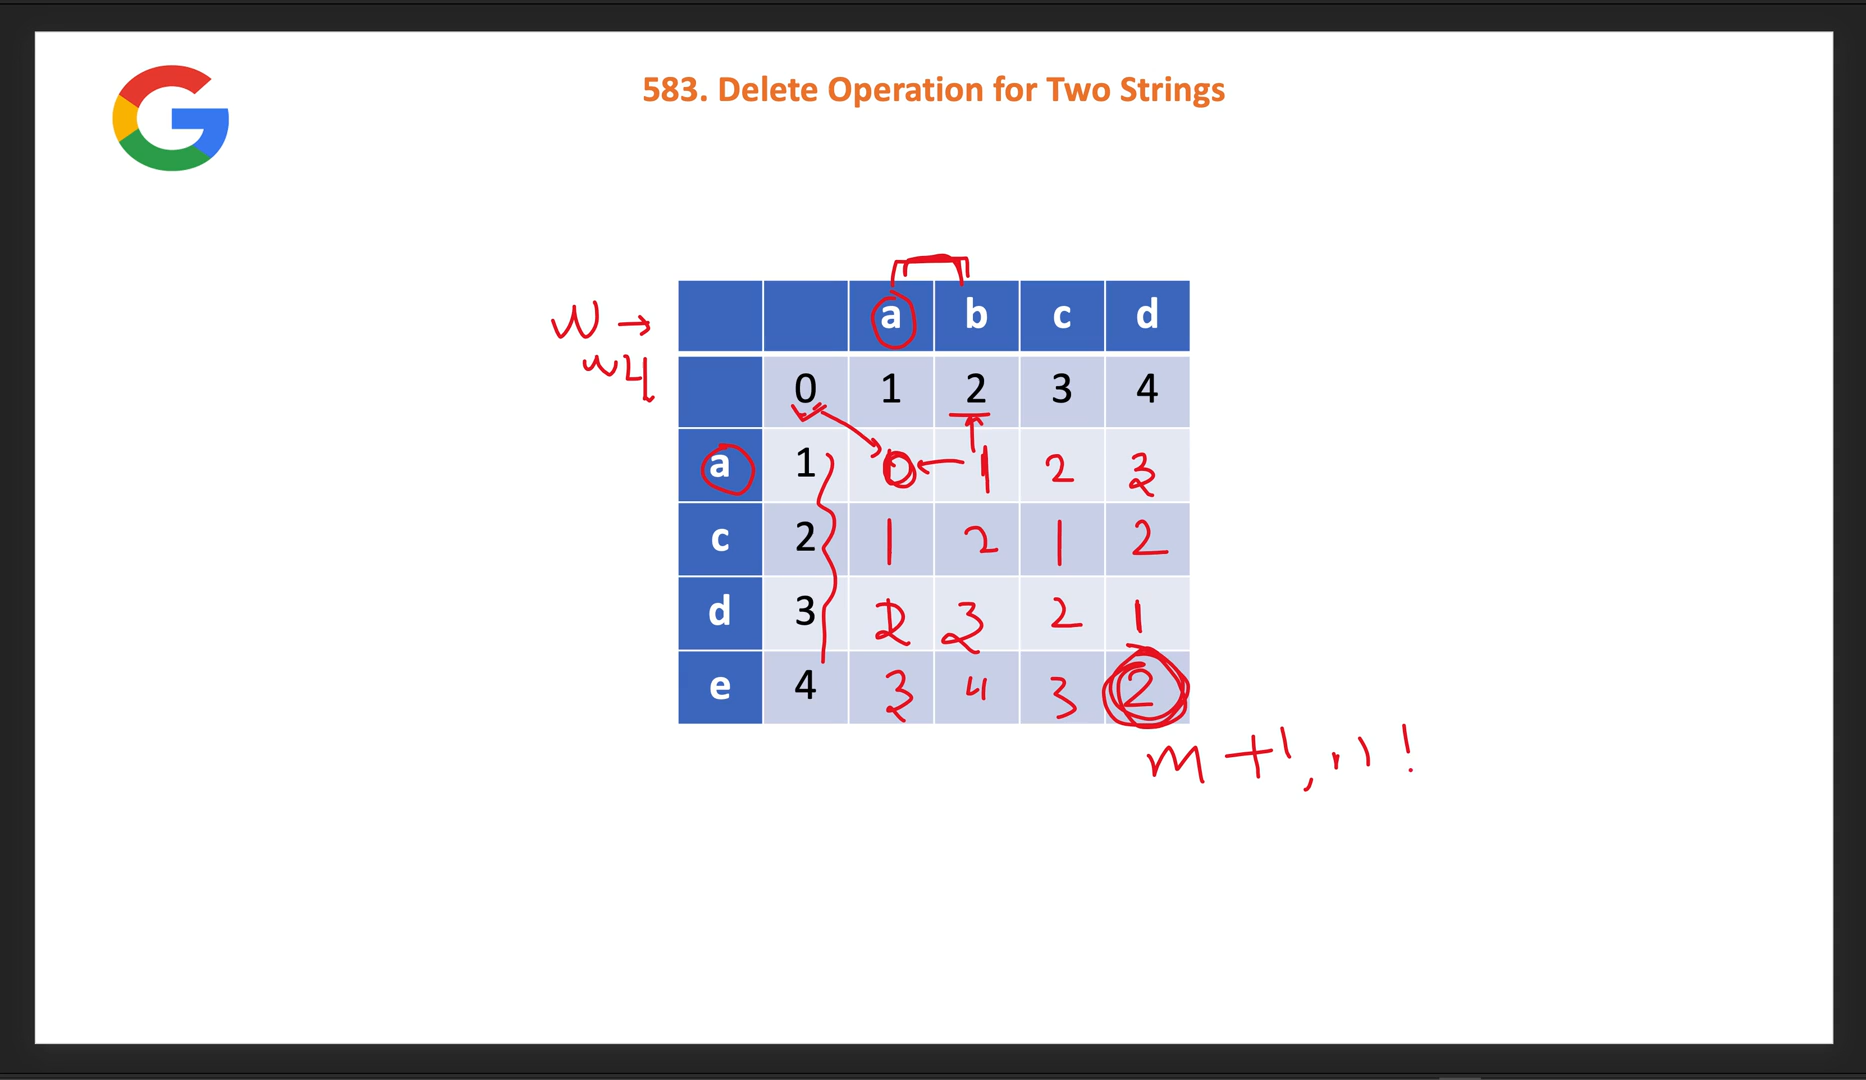 583. Delete Operation for Two Strings
W → a b c d
w4 0 1 2 3 4
a 1 0 1 2 3
c 2 1 2 1 2
d 3 2 3 2 1
e 4 3 4 3 2
m +1,